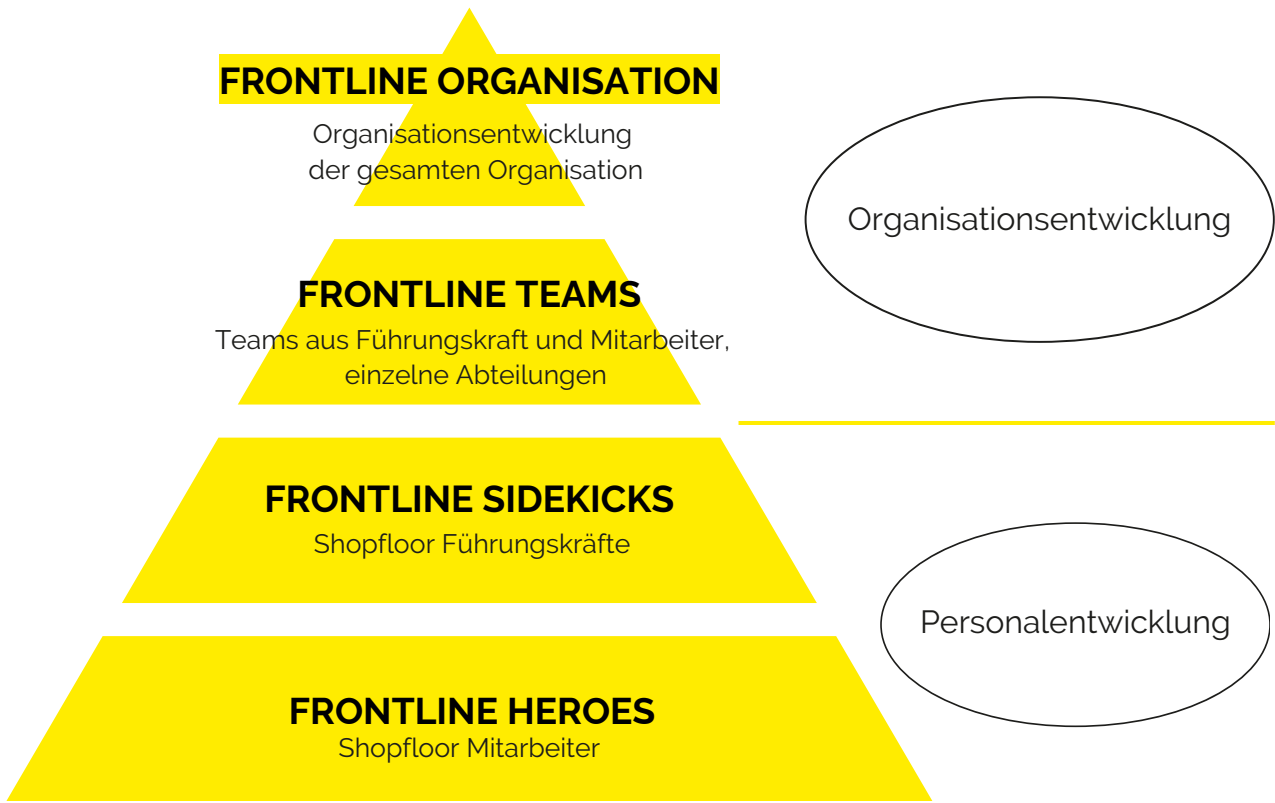 FRONTLINE ORGANISATION
Organisationsentwicklung
der gesamten Organisation
Organisationsentwicklung
FRONTLINE TEAMS
Teams aus Führungskraft und Mitarbeiter,
einzelne Abteilungen
FRONTLINE SIDEKICKS
Shopfloor Führungskräfte
Personalentwicklung
FRONTLINE HEROES
Shopfloor Mitarbeiter